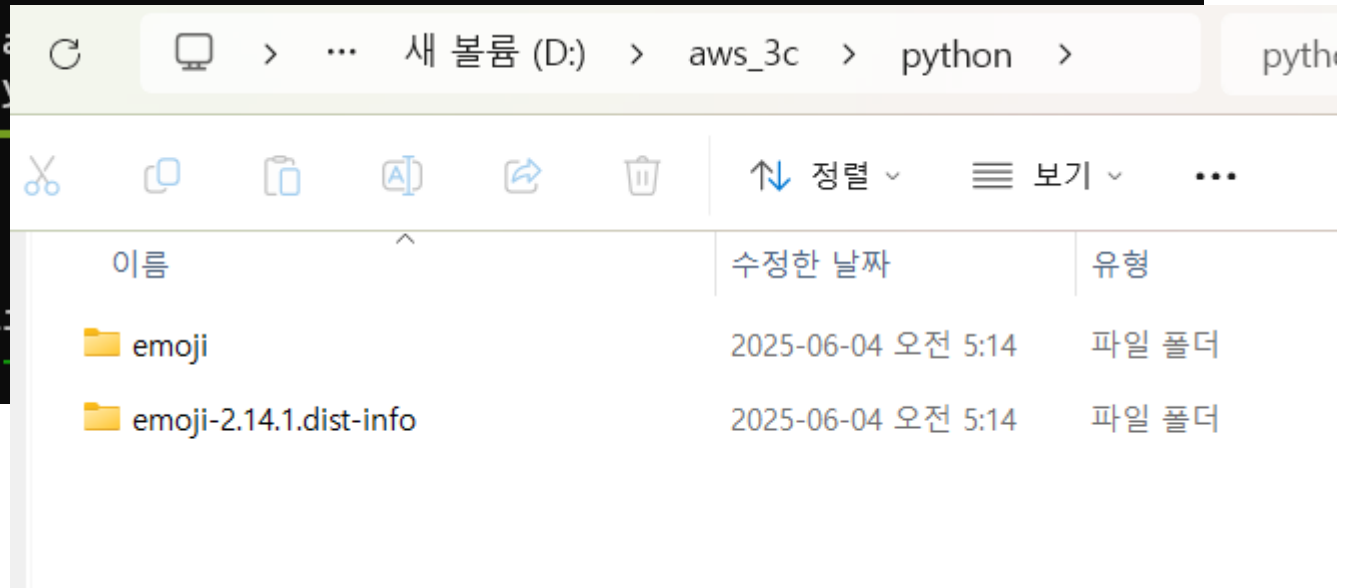 새 볼륨 (D:) > aws_3c > python >
정렬 보기
이름 수정한 날짜 유형
emoji 2025-06-04 오전 5:14 파일 폴더
emoji-2.14.1.dist-info 2025-06-04 오전 5:14 파일 폴더